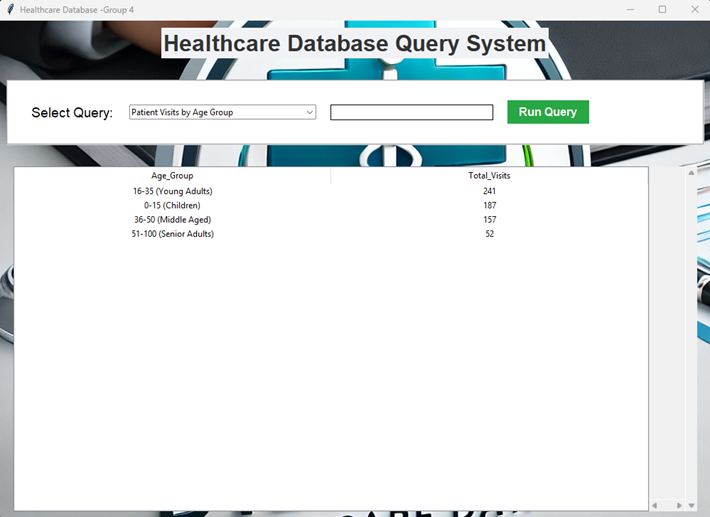 Healthcare Database -Group 4
Healthcare Database Query System
Select Query: Patient Visits by Age Group Run Query
Age_Group Total_Visits
16-35 (Young Adults) 241
0-15 (Children) 187
36-50 (Middle Aged) 157
51-100 (Senior Adults) 52